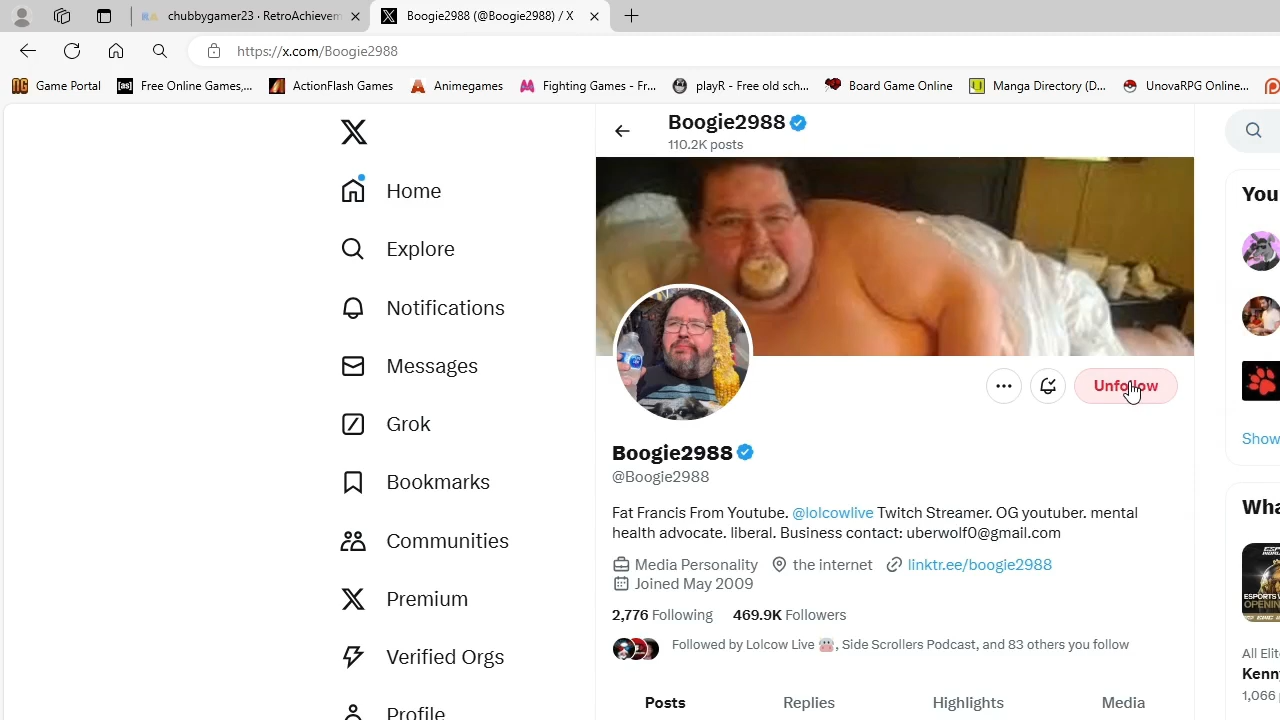 chubbygamer23 · RetroAchievem
Boogie2988 (@Boogie2988) / X
https://x.com/Boogie2988
Game Portal
Free Online Games,...
ActionFlash Games
Animegames
Fighting Games - Fr...
playR - Free old sch...
Board Game Online
Manga Directory (D...
UnovaRPG Online...
Boogie2988
110.2K posts
Home
Explore
Notifications
Messages
Grok
Bookmarks
Communities
Premium
Verified Orgs
Profile
Unfollow
Boogie2988
@Boogie2988
Fat Francis From Youtube. @lolcowlive Twitch Streamer. OG youtuber. mental
health advocate. liberal. Business contact: uberwolf0@gmail.com
Media Personality the internet linktr.ee/boogie2988
Joined May 2009
2,776 Following 469.9K Followers
Followed by Lolcow Live 🐮, Side Scrollers Podcast, and 83 others you follow
Posts Replies Highlights Media
You
Show
Wha
All Elit
Kenny
1,066